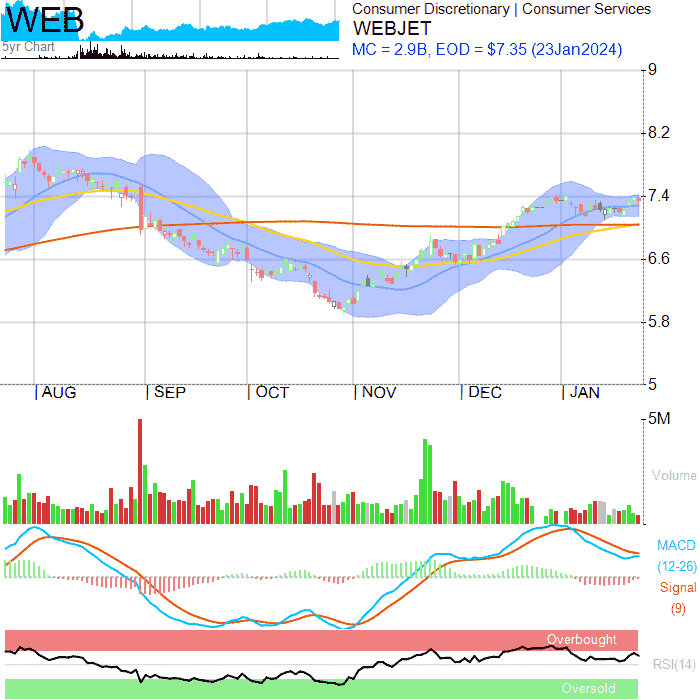 WEB
5yr Chart
Consumer Discretionary | Consumer Services
WEBJET
MC = 2.9B, EOD = $7.35 (23Jan2024)
9
8.2
7.4
6.6
5.8
5
| AUG | SEP | OCT | NOV | DEC | JAN
5M
Volume
MACD
(12-26)
Signal
(9)
Overbought
RSI(14)
Oversold